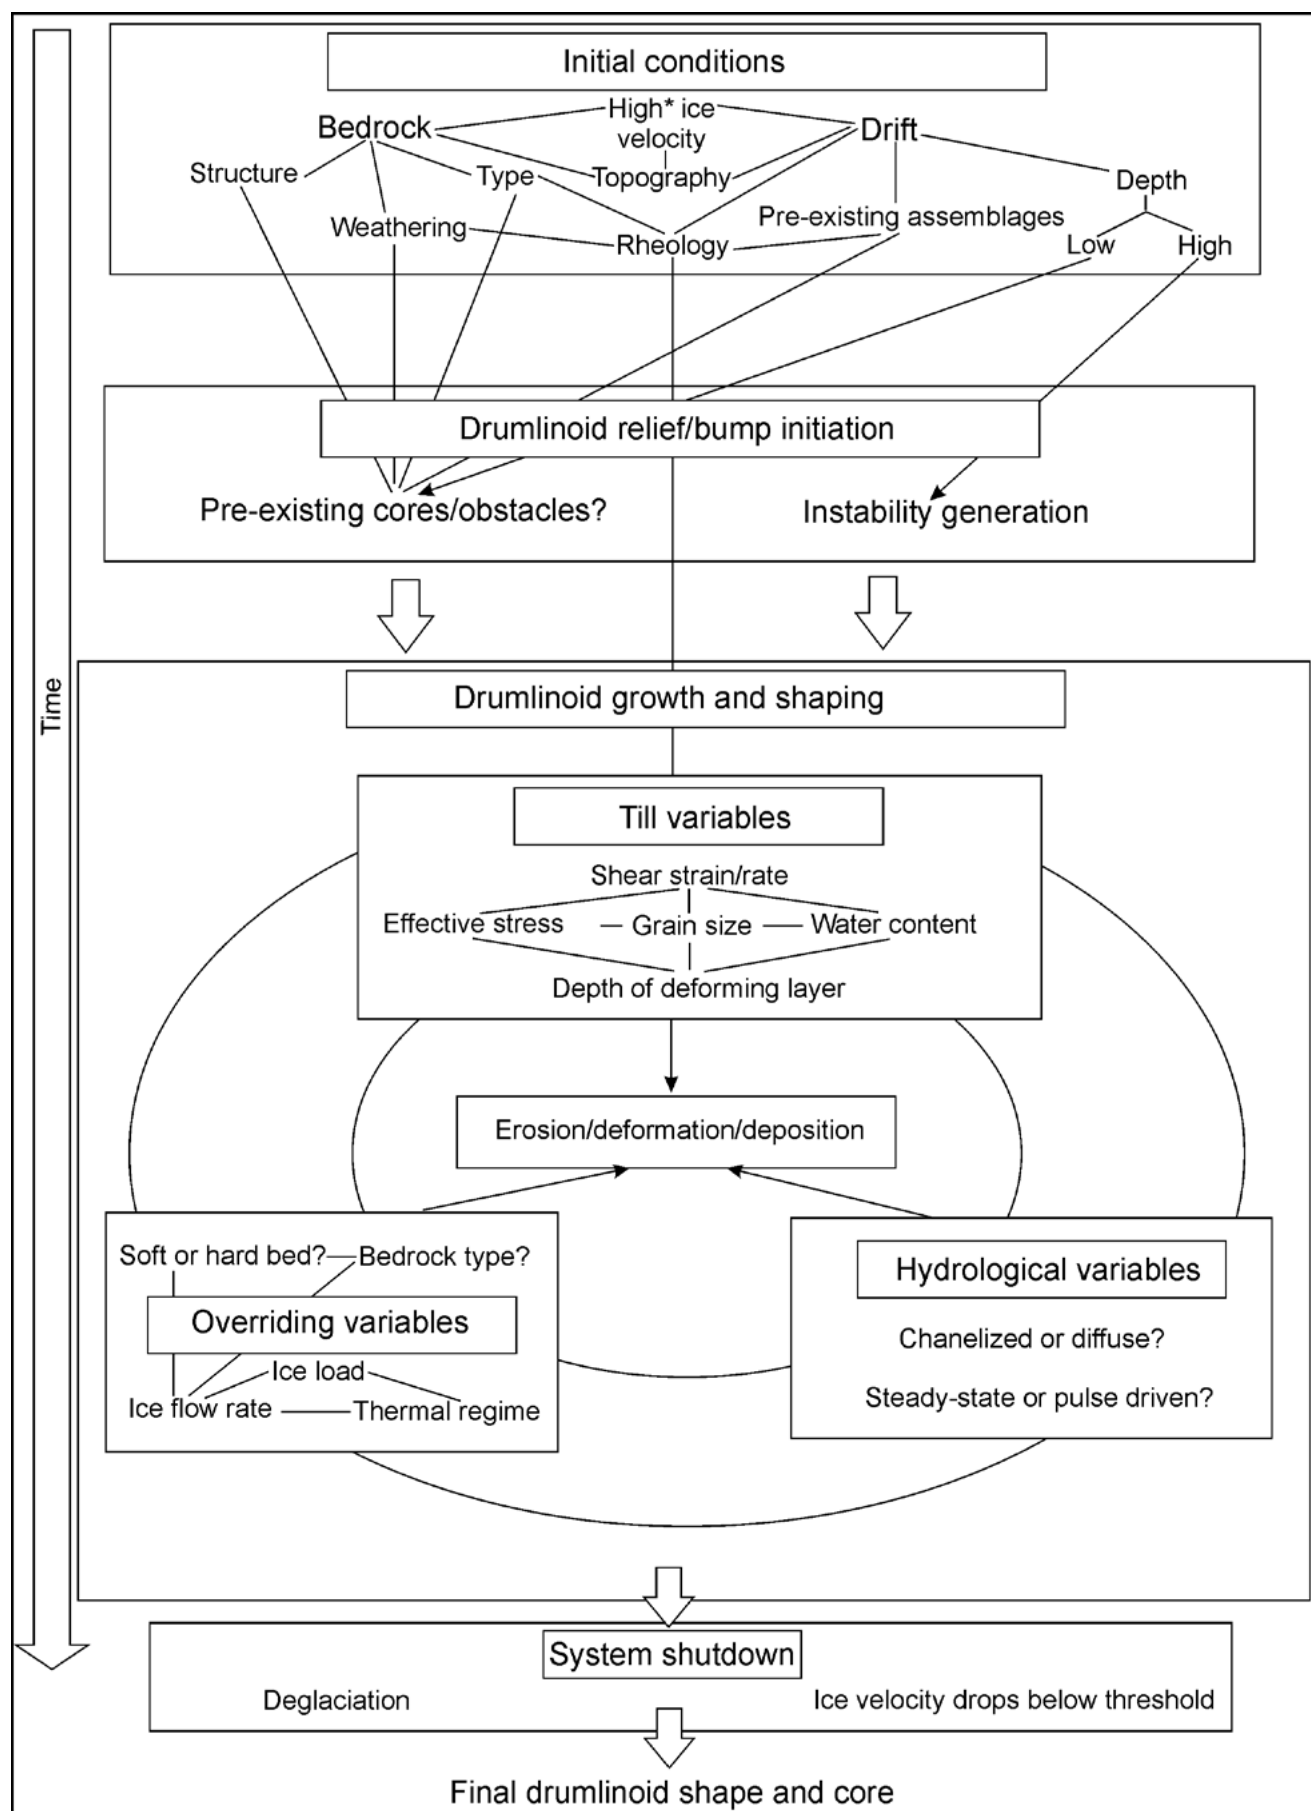 Time
Initial conditions
High* ice
velocity
Bedrock
Drift
Structure
Type
Topography
Depth
Weathering
Pre-existing assemblages
Rheology
Low
High
Drumlinoid relief/bump initiation
Pre-existing cores/obstacles?
Instability generation
Drumlinoid growth and shaping
Till variables
Shear strain/rate
Effective stress
Grain size
Water content
Depth of deforming layer
Erosion/deformation/deposition
Soft or hard bed?
Bedrock type?
Overriding variables
Ice load
Ice flow rate
Thermal regime
Hydrological variables
Chanelized or diffuse?
Steady-state or pulse driven?
System shutdown
Deglaciation
Ice velocity drops below threshold
Final drumlinoid shape and core